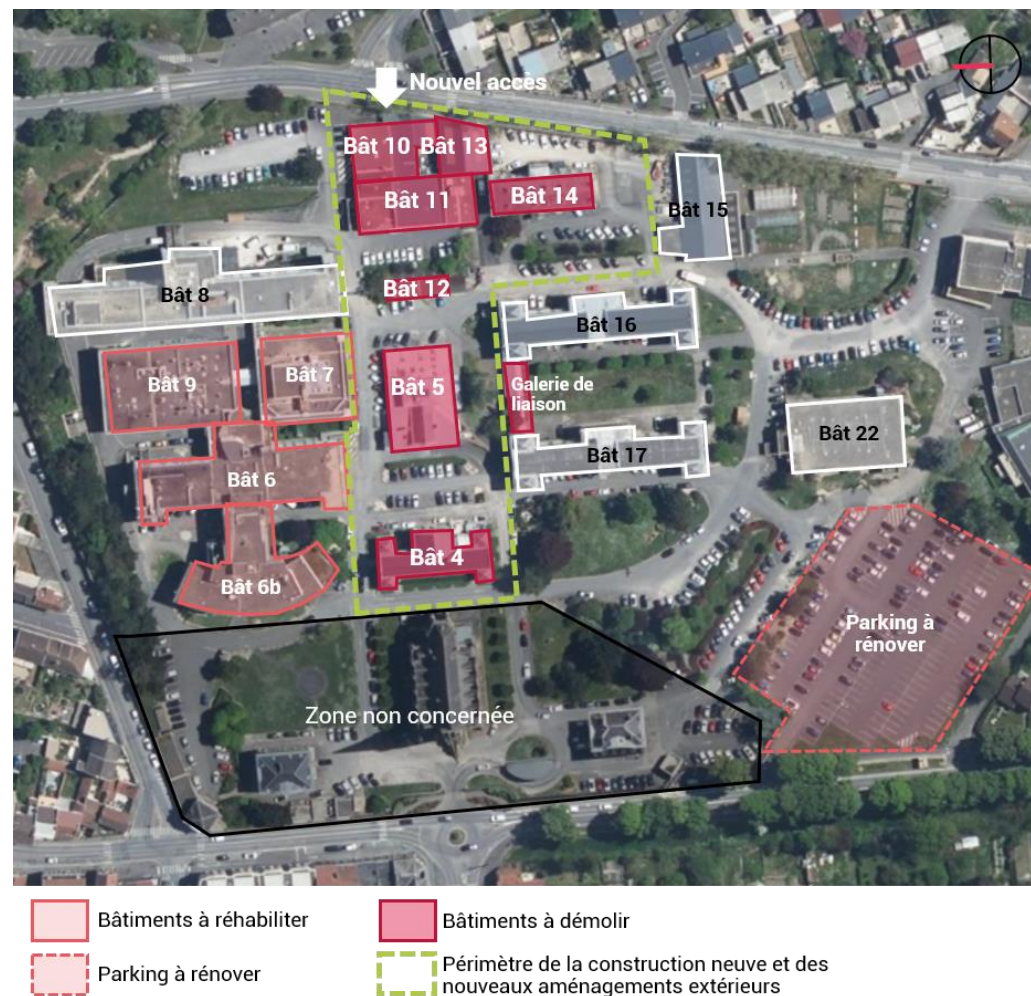 Nouvel accès
Bât 10
Bât 13
Bât 11
Bât 14
Bât 15
Bât 8
Bât 12
Bât 16
Bât 9
Bât 7
Bât 5
Galerie de
liaison
Bât 22
Bât 17
Bât 6
Bât 4
Bât 6b
Parking à
rénover
Zone non concernée
Bâtiments à réhabiliter
Bâtiments à démolir
Parking à rénover
Périmètre de la construction neuve et des
nouveaux aménagements extérieurs